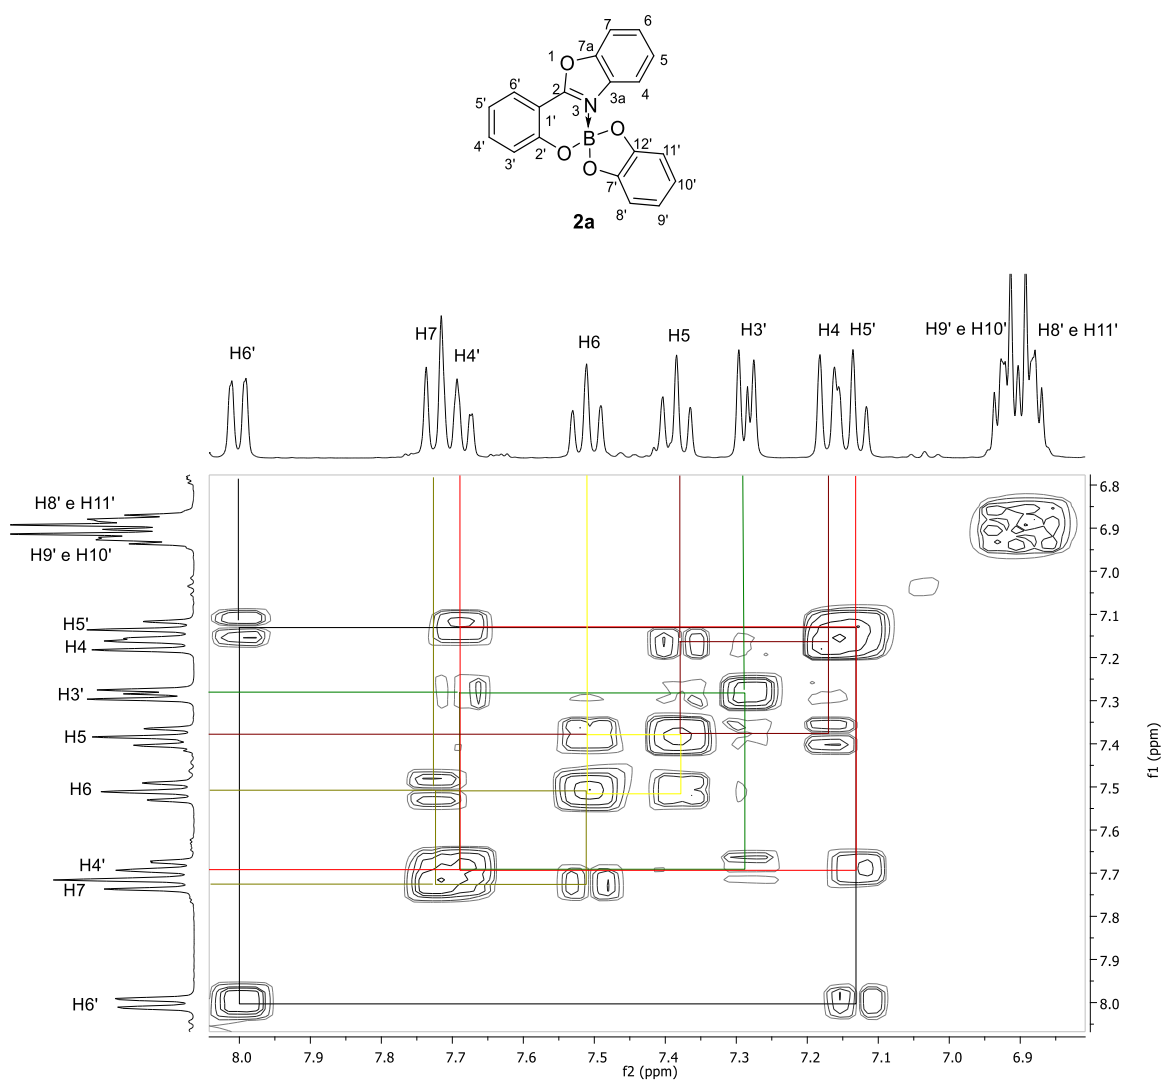 7
6
7a
1
O
5
6'
2
3a
4
5'
3
N
1'
B
O
12'
11'
4'
2'
3'
O
O
7'
10'
8'
9'
2a
H9' e H10'
H8' e H11'
H7
H3'
H4
H5'
H6'
H4'
H6
H5
H8' e H11'
H9' e H10'
H5'
H4
H3'
H5
H6
H4'
H7
H6'
6.8
6.9
7.0
7.1
7.2
7.3
7.4
7.5
7.6
7.7
7.8
7.9
8.0
f1 (ppm)
8.0
7.9
7.8
7.7
7.6
7.5
7.4
7.3
7.2
7.1
7.0
6.9
f2 (ppm)